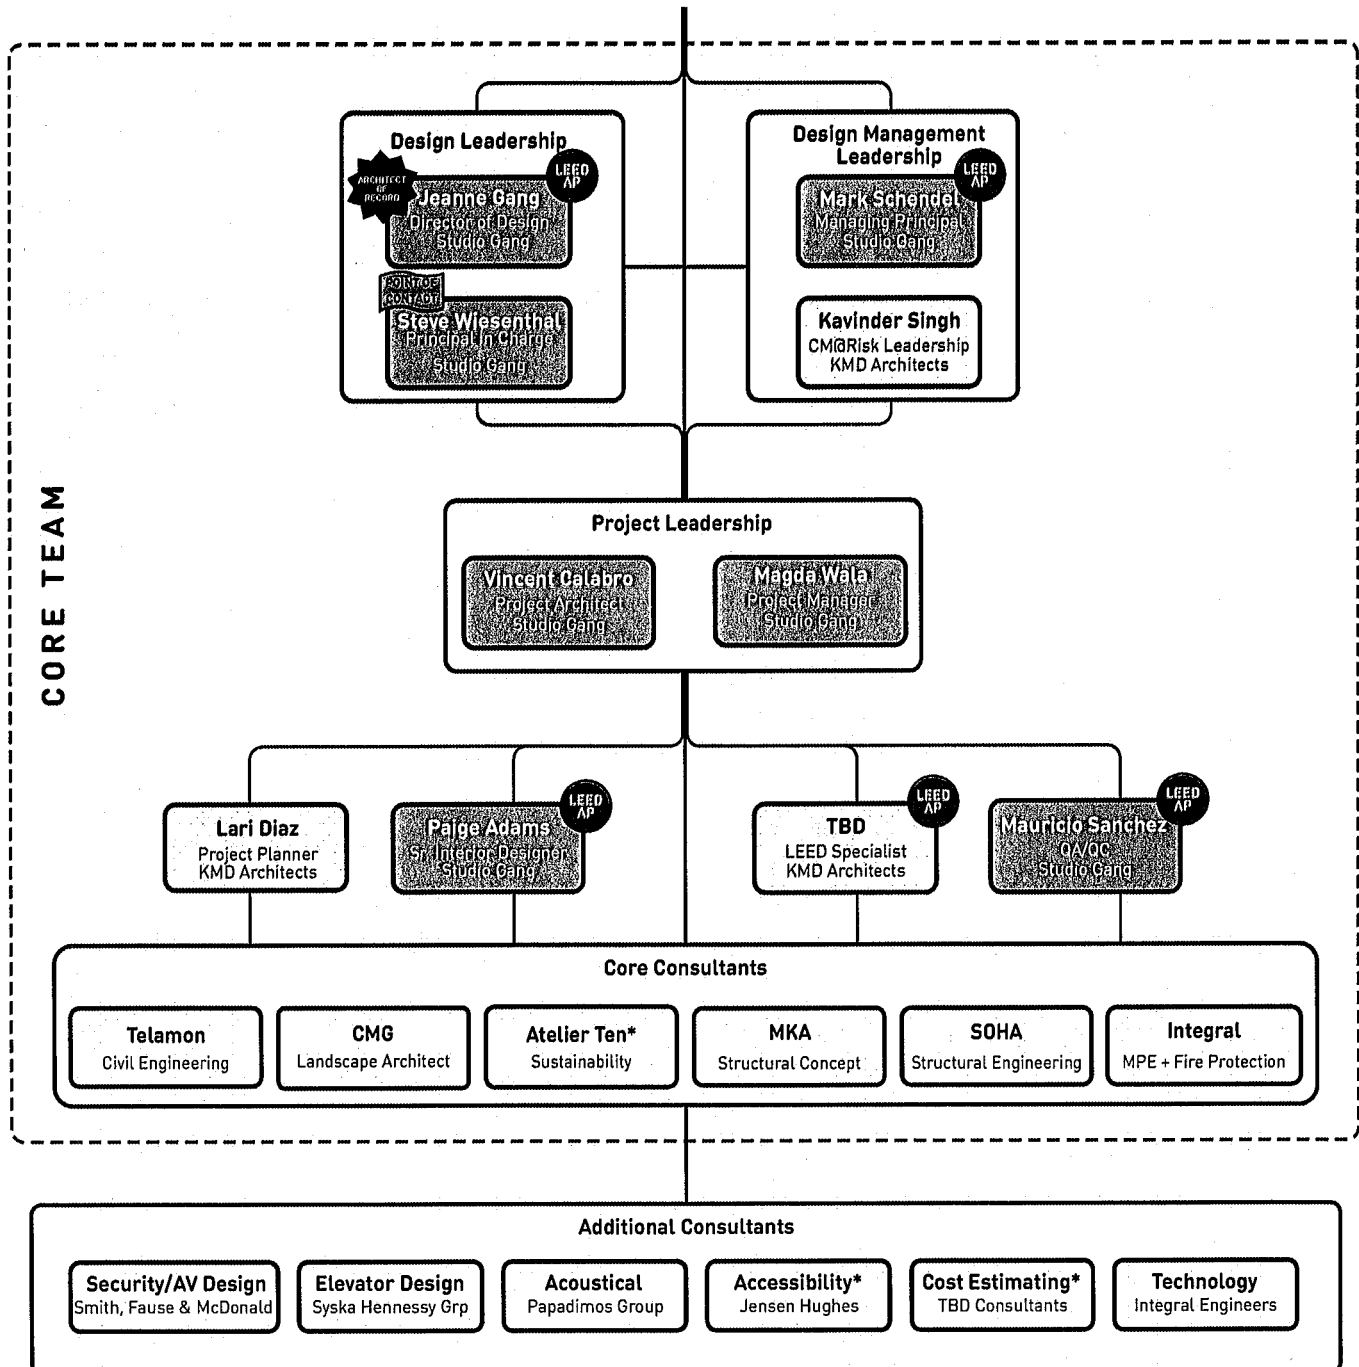 CORE TEAM
Design Leadership
ARCHITECT
OF
RECORD
LEED
AP
Jeanne Gang
Director of Design
Studio Gang
POINT OF
CONTACT
Steve Wiesenthal
Principal in Charge
Studio Gang
Design Management
Leadership
LEED
AP
Mark Schendel
Managing Principal
Studio Gang
Kavinder Singh
CM@Risk Leadership
KMD Architects
Project Leadership
Vincent Calabro
Project Architect
Studio Gang
Magda Wala
Project Manager
Studio Gang
Lari Diaz
Project Planner
KMD Architects
LEED
AP
Paige Adams
Sr. Interior Designer
Studio Gang
LEED
AP
TBD
LEED Specialist
KMD Architects
LEED
AP
Mauricio Sanchez
QA/QC
Studio Gang
Core Consultants
Telamon
Civil Engineering
CMG
Landscape Architect
Atelier Ten*
Sustainability
MKA
Structural Concept
SOHA
Structural Engineering
Integral
MPE + Fire Protection
Additional Consultants
Security/AV Design
Smith, Fause & McDonald
Elevator Design
Syska Hennessy Grp
Acoustical
Papadimos Group
Accessibility*
Jensen Hughes
Cost Estimating*
TBD Consultants
Technology
Integral Engineers